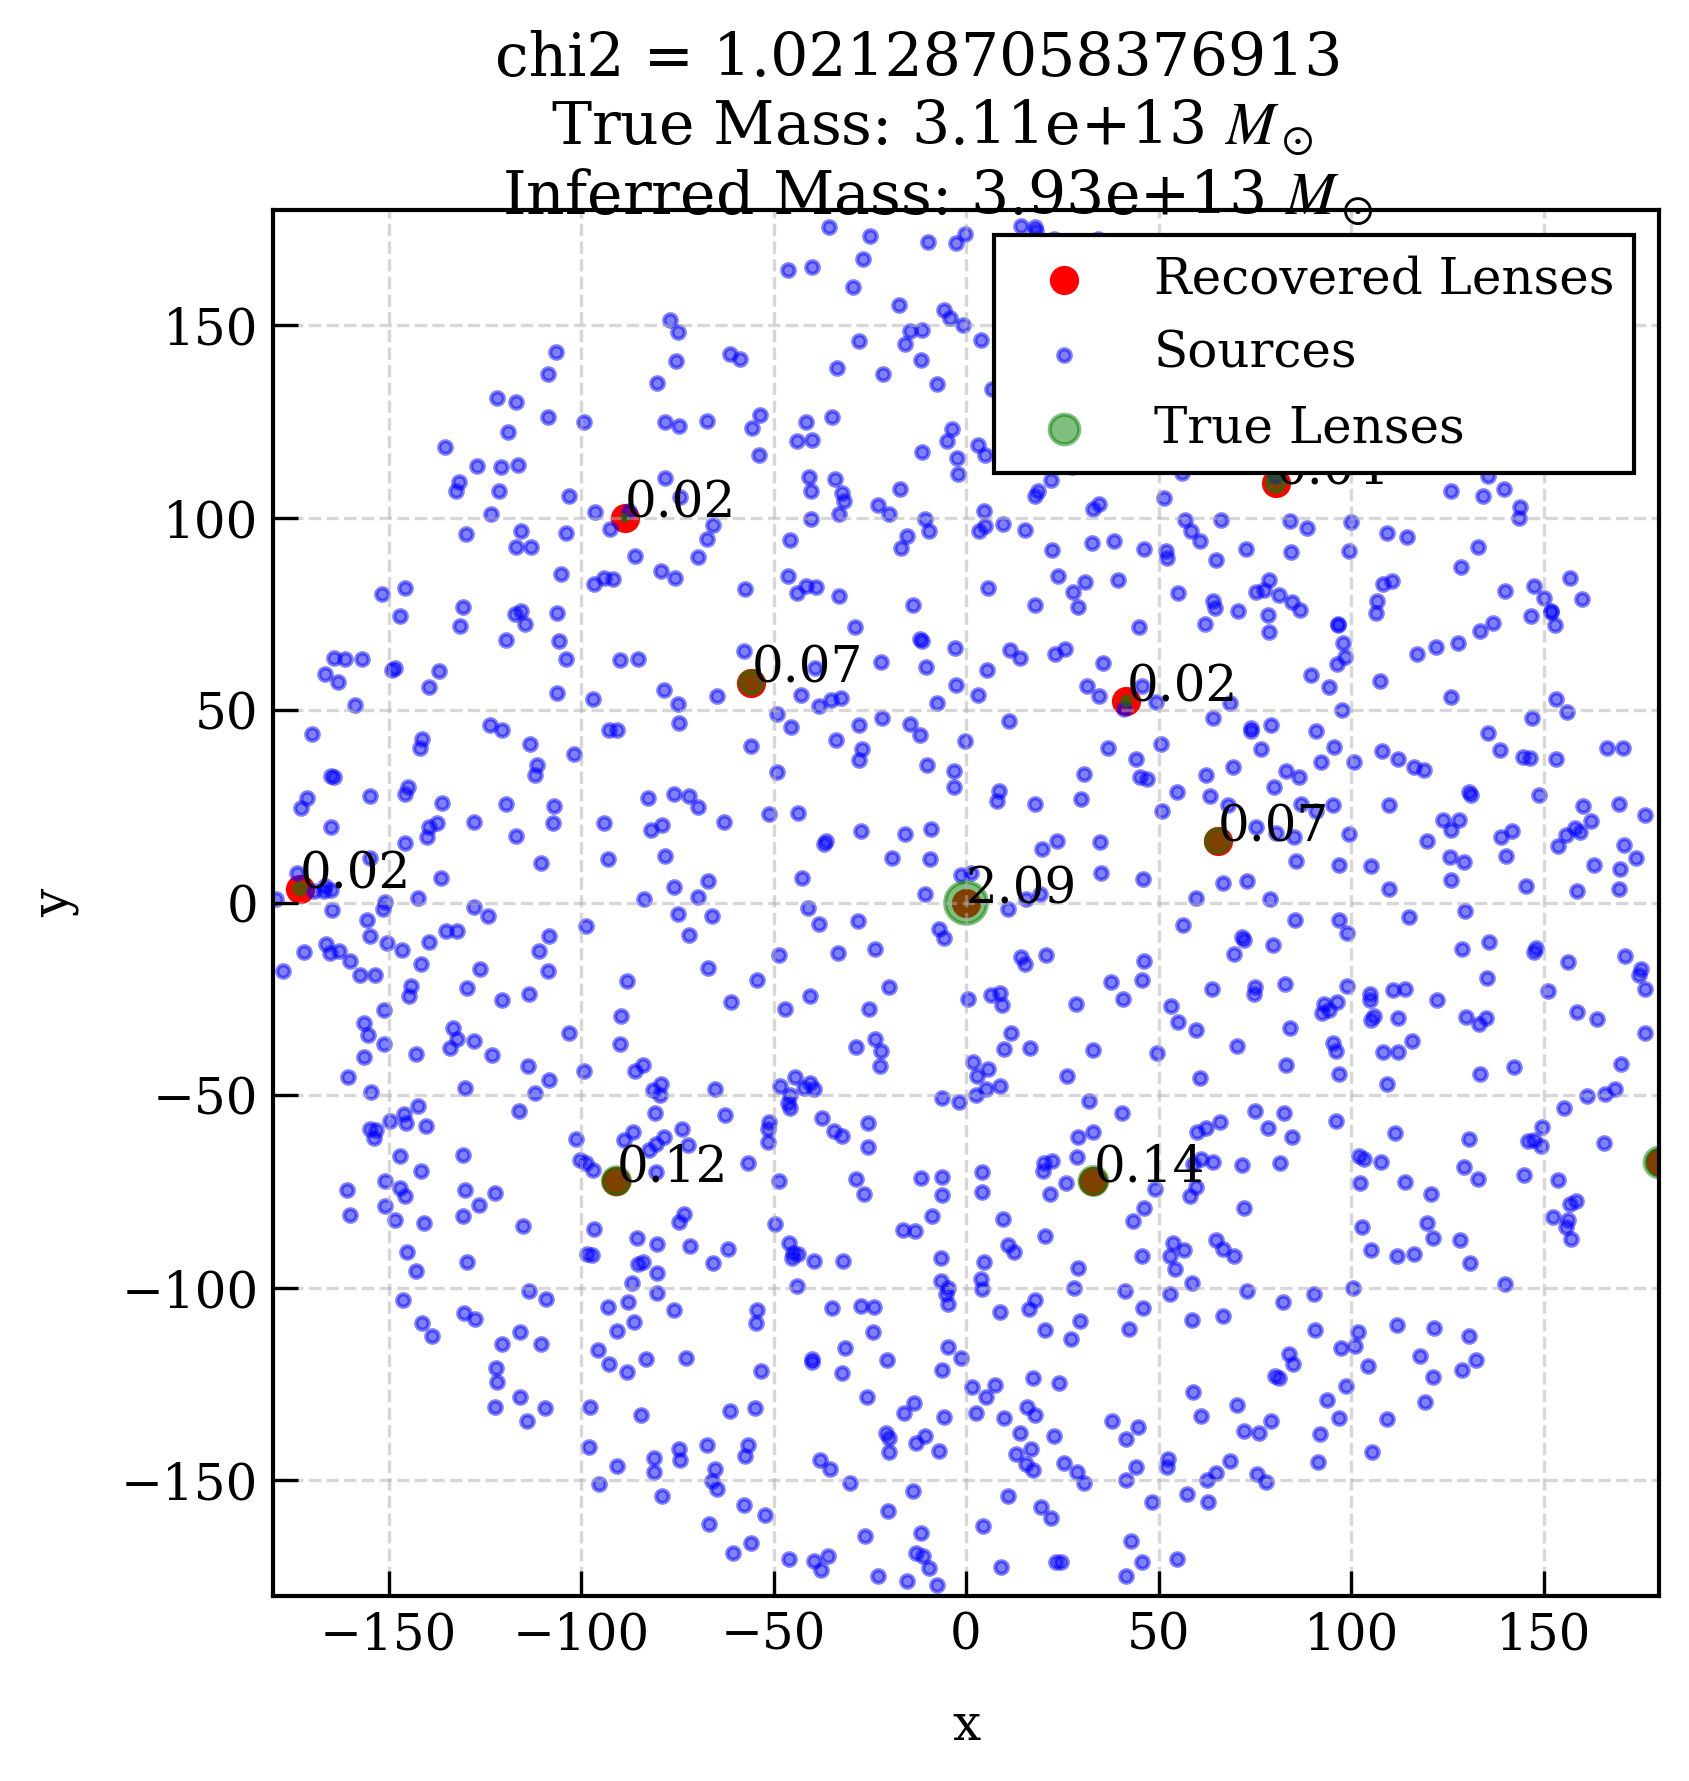 chi2 = 1.0212870583376913
True Mass: 3.11e+13 M⊙
Inferred Mass: 3.93e+13 M⊙
Recovered Lenses
Sources
True Lenses
150
100
50
0
−50
−100
−150
y
0.02
0.07
0.02
0.07
0.02
2.09
0.12
0.14
−150
−100
−50
0
50
100
150
x